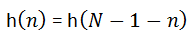 h(n) = h(N − 1 − n)